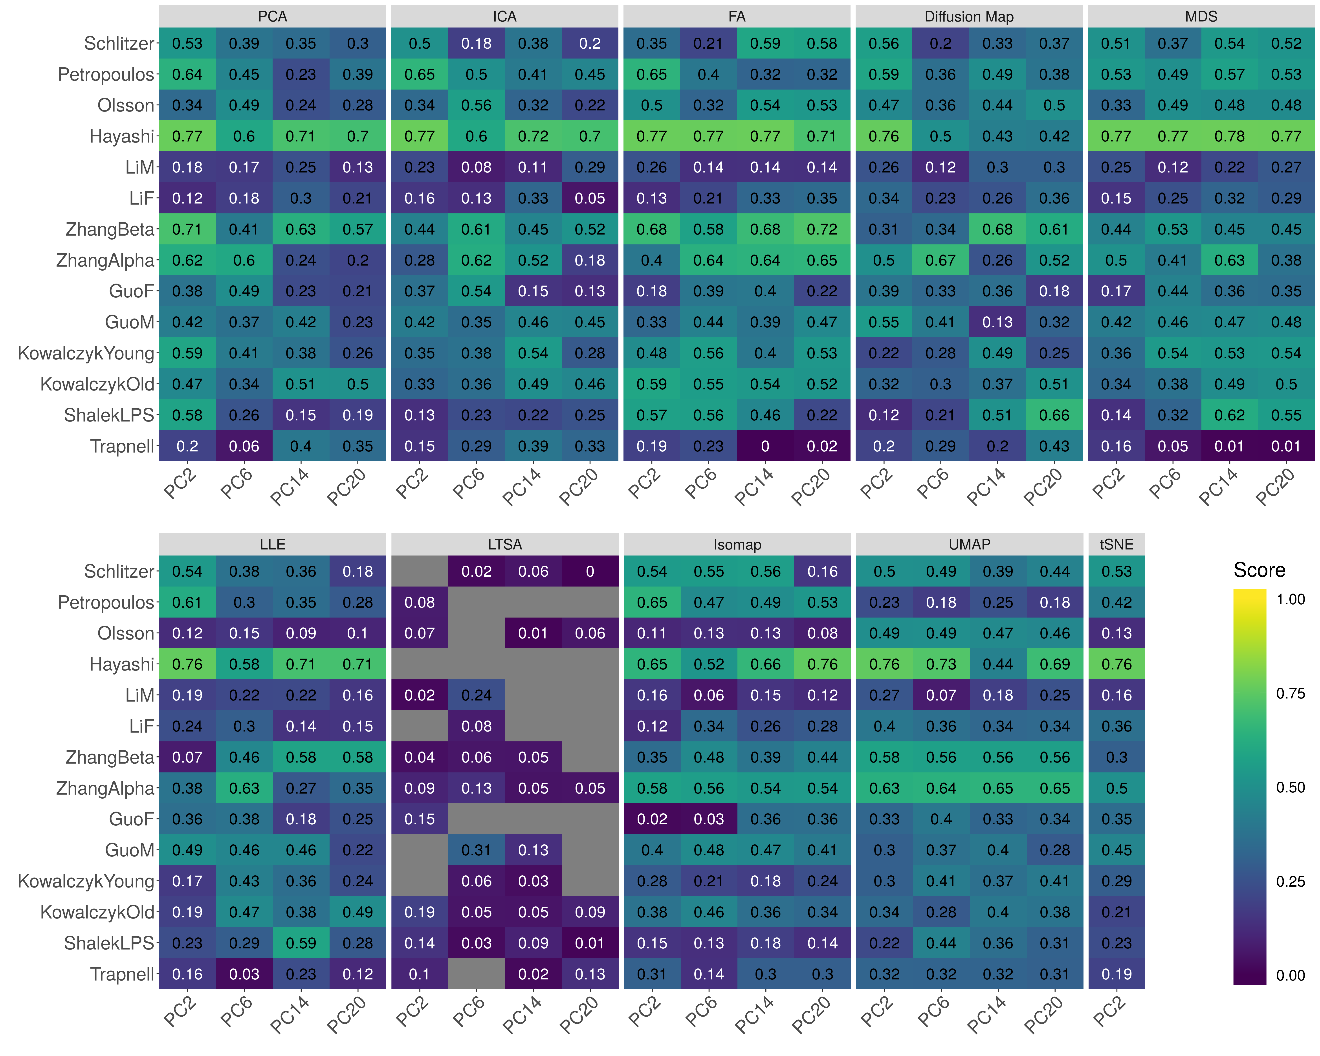 PCA ICA FA Diffusion Map MDS
Schlitzer 0.53 0.39 0.35 0.3 0.5 0.18 0.38 0.2 0.35 0.21 0.59 0.58 0.56 0.2 0.33 0.37 0.51 0.37 0.54 0.52
Petropoulos 0.64 0.45 0.23 0.39 0.65 0.5 0.41 0.45 0.65 0.4 0.32 0.32 0.59 0.36 0.49 0.38 0.53 0.49 0.57 0.53
Olsson 0.34 0.49 0.24 0.28 0.34 0.56 0.32 0.22 0.5 0.32 0.54 0.53 0.47 0.36 0.44 0.5 0.33 0.49 0.48 0.48
Hayashi 0.77 0.6 0.71 0.7 0.77 0.6 0.72 0.7 0.77 0.77 0.77 0.71 0.76 0.5 0.43 0.42 0.77 0.77 0.78 0.77
LiM 0.18 0.17 0.25 0.13 0.23 0.08 0.11 0.29 0.26 0.14 0.14 0.14 0.26 0.12 0.3 0.3 0.25 0.12 0.22 0.27
LiF 0.12 0.18 0.3 0.21 0.16 0.13 0.33 0.05 0.13 0.21 0.33 0.35 0.34 0.23 0.26 0.36 0.15 0.25 0.32 0.29
ZhangBeta 0.71 0.41 0.63 0.57 0.44 0.61 0.45 0.52 0.68 0.58 0.68 0.72 0.31 0.34 0.68 0.61 0.44 0.53 0.45 0.45
ZhangAlpha 0.62 0.6 0.24 0.2 0.28 0.62 0.52 0.18 0.4 0.64 0.64 0.65 0.5 0.67 0.26 0.52 0.5 0.41 0.63 0.38
GuoF 0.38 0.49 0.23 0.21 0.37 0.54 0.15 0.13 0.18 0.39 0.4 0.22 0.39 0.33 0.36 0.18 0.17 0.44 0.36 0.35
GuoM 0.42 0.37 0.42 0.23 0.42 0.35 0.46 0.45 0.33 0.44 0.39 0.47 0.55 0.41 0.13 0.32 0.42 0.46 0.47 0.48
KowalczykYoung 0.59 0.41 0.38 0.26 0.35 0.38 0.54 0.28 0.48 0.56 0.4 0.53 0.22 0.28 0.49 0.25 0.36 0.54 0.53 0.54
KowalczykOld 0.47 0.34 0.51 0.5 0.33 0.36 0.49 0.46 0.59 0.55 0.54 0.52 0.32 0.3 0.37 0.51 0.34 0.38 0.49 0.5
ShalekLPS 0.58 0.26 0.15 0.19 0.13 0.23 0.22 0.25 0.57 0.56 0.46 0.22 0.12 0.21 0.51 0.66 0.14 0.32 0.62 0.55
Trapnell 0.2 0.06 0.4 0.35 0.15 0.29 0.39 0.33 0.19 0.23 0 0.02 0.2 0.29 0.2 0.43 0.16 0.05 0.01 0.01
PC2 PC6 PC14 PC20 PC2 PC6 PC14 PC20 PC2 PC6 PC14 PC20 PC2 PC6 PC14 PC20 PC2 PC6 PC14 PC20
LLE LTSA Isomap UMAP tSNE
Schlitzer 0.54 0.38 0.36 0.18 0.02 0.06 0 0.54 0.55 0.56 0.16 0.5 0.49 0.39 0.44 0.53
Petropoulos 0.61 0.3 0.35 0.28 0.08 0.65 0.47 0.49 0.53 0.23 0.18 0.25 0.18 0.42
Olsson 0.12 0.15 0.09 0.1 0.07 0.01 0.06 0.11 0.13 0.13 0.08 0.49 0.49 0.47 0.46 0.13
Hayashi 0.76 0.58 0.71 0.71 0.65 0.52 0.66 0.76 0.76 0.73 0.44 0.69 0.76
LiM 0.19 0.22 0.22 0.16 0.02 0.24 0.16 0.06 0.15 0.12 0.27 0.07 0.18 0.25 0.16
LiF 0.24 0.3 0.14 0.15 0.08 0.12 0.34 0.26 0.28 0.4 0.36 0.34 0.34 0.36
ZhangBeta 0.07 0.46 0.58 0.58 0.04 0.06 0.05 0.35 0.48 0.39 0.44 0.58 0.56 0.56 0.56 0.3
ZhangAlpha 0.38 0.63 0.27 0.35 0.09 0.13 0.05 0.05 0.58 0.56 0.54 0.54 0.63 0.64 0.65 0.65 0.5
GuoF 0.36 0.38 0.18 0.25 0.15 0.02 0.03 0.36 0.36 0.33 0.4 0.33 0.34 0.35
GuoM 0.49 0.46 0.46 0.22 0.31 0.13 0.4 0.48 0.47 0.41 0.3 0.37 0.4 0.28 0.45
KowalczykYoung 0.17 0.43 0.36 0.24 0.06 0.03 0.28 0.21 0.18 0.24 0.3 0.41 0.37 0.41 0.29
KowalczykOld 0.19 0.47 0.38 0.49 0.19 0.05 0.05 0.09 0.38 0.46 0.36 0.34 0.34 0.28 0.4 0.38 0.21
ShalekLPS 0.23 0.29 0.59 0.28 0.14 0.03 0.09 0.01 0.15 0.13 0.18 0.14 0.22 0.44 0.36 0.31 0.23
Trapnell 0.16 0.03 0.23 0.12 0.1 0.02 0.13 0.31 0.14 0.3 0.3 0.32 0.32 0.32 0.31 0.19
PC2 PC6 PC14 PC20 PC2 PC6 PC14 PC20 PC2 PC6 PC14 PC20 PC2 PC6 PC14 PC20 PC2
Score
1.00
0.75
0.50
0.25
0.00